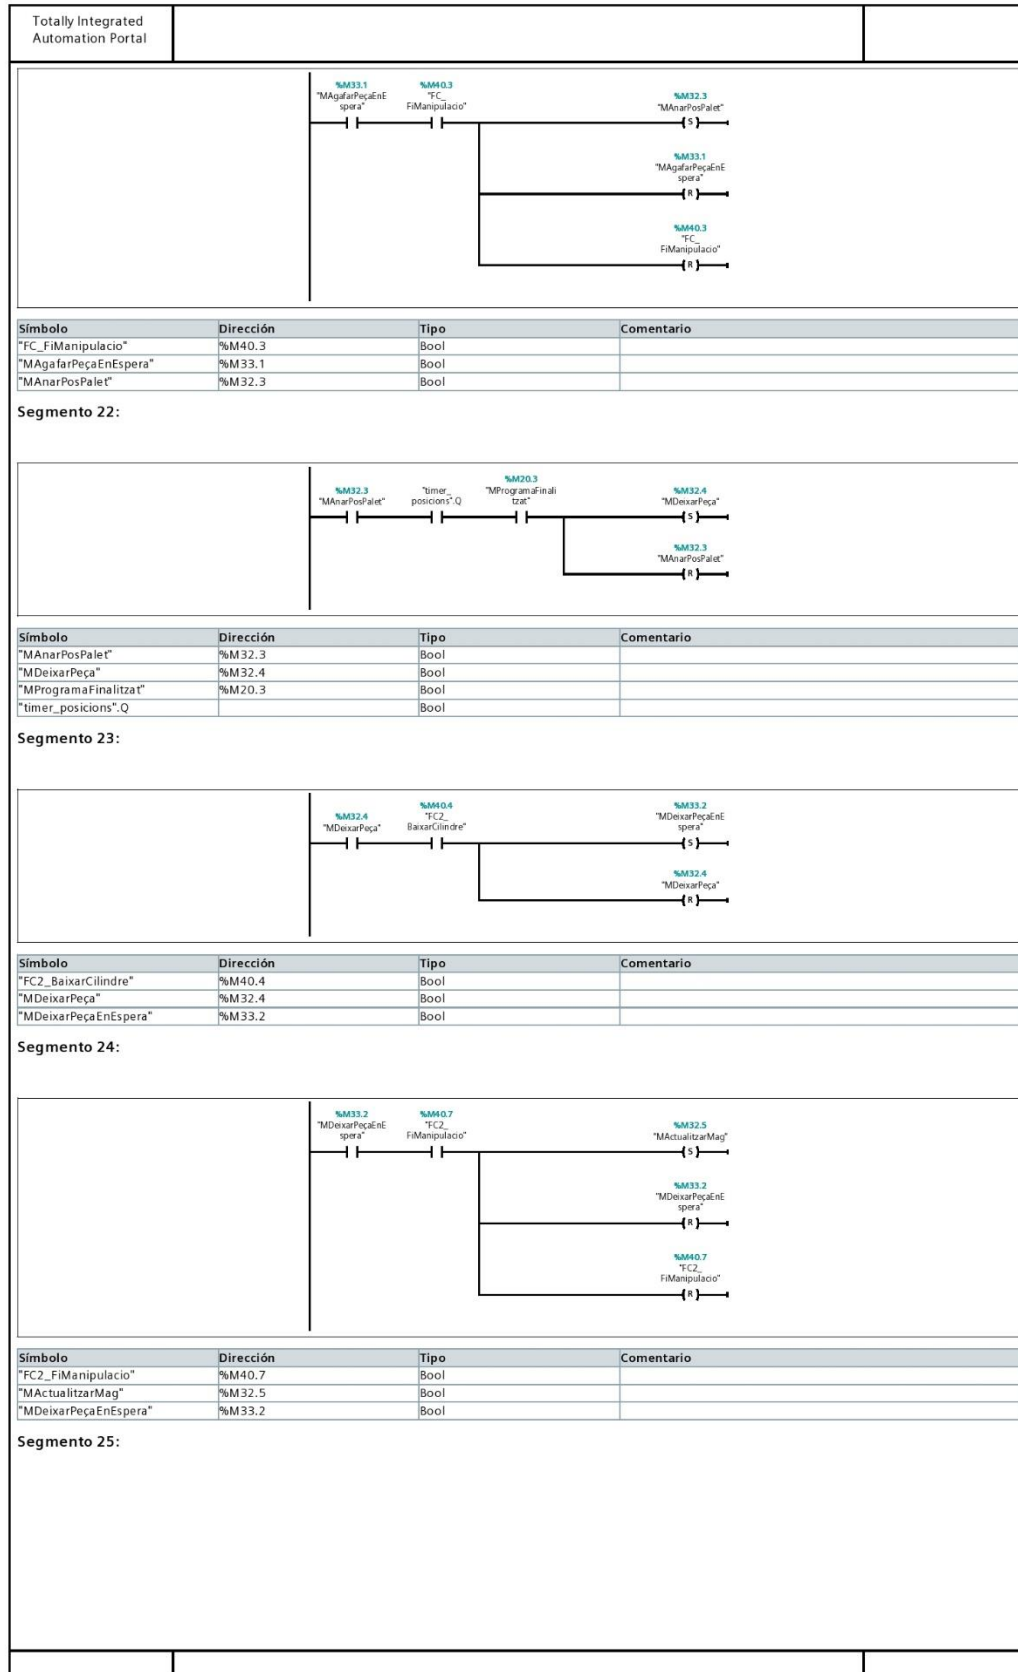 Totally Integrated
Automation Portal
%M33.1
"MAgafarPeçaEnE
spera"
%M40.3
"FC_
FiManipulacio"
%M32.3
"MAnarPosPalet"
S
%M33.1
"MAgafarPeçaEnE
spera"
R
%M40.3
"FC_
FiManipulacio"
R
Símbolo Dirección Tipo Comentario
"FC_FiManipulacio" %M40.3 Bool
"MAgafarPeçaEnEspera" %M33.1 Bool
"MAnarPosPalet" %M32.3 Bool
Segmento 22:
%M32.3
"MAnarPosPalet"
"timer_
posicions".Q
%M20.3
"MProgramaFinali
tzat"
%M32.4
"MDeixarPeça"
S
%M32.3
"MAnarPosPalet"
R
Símbolo Dirección Tipo Comentario
"MAnarPosPalet" %M32.3 Bool
"MDeixarPeça" %M32.4 Bool
"MProgramaFinalitzat" %M20.3 Bool
"timer_posicions".Q Bool
Segmento 23:
%M32.4
"MDeixarPeça"
%M40.4
"FC2_
BaixarCilindre"
%M33.2
"MDeixarPeçaEnE
spera"
S
%M32.4
"MDeixarPeça"
R
Símbolo Dirección Tipo Comentario
"FC2_BaixarCilindre" %M40.4 Bool
"MDeixarPeça" %M32.4 Bool
"MDeixarPeçaEnEspera" %M33.2 Bool
Segmento 24:
%M33.2
"MDeixarPeçaEnE
spera"
%M40.7
"FC2_
FiManipulacio"
%M32.5
"MActualitzarMag"
S
%M33.2
"MDeixarPeçaEnE
spera"
R
%M40.7
"FC2_
FiManipulacio"
R
Símbolo Dirección Tipo Comentario
"FC2_FiManipulacio" %M40.7 Bool
"MActualitzarMag" %M32.5 Bool
"MDeixarPeçaEnEspera" %M33.2 Bool
Segmento 25: